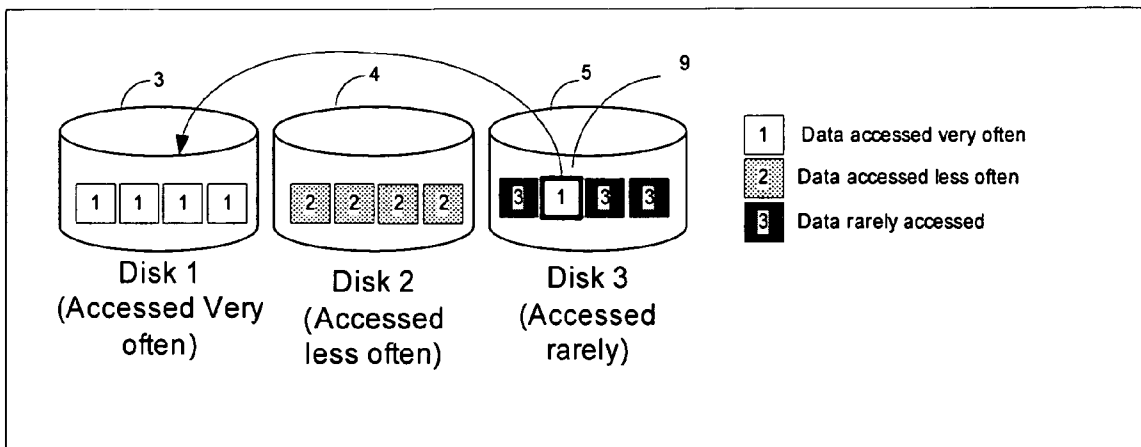 3
4
5
9
1 1 1 1
2 2 2 2
3 1 3 3
Disk 1
(Accessed Very
often)
Disk 2
(Accessed
less often)
Disk 3
(Accessed
rarely)
1 Data accessed very often
2 Data accessed less often
3 Data rarely accessed